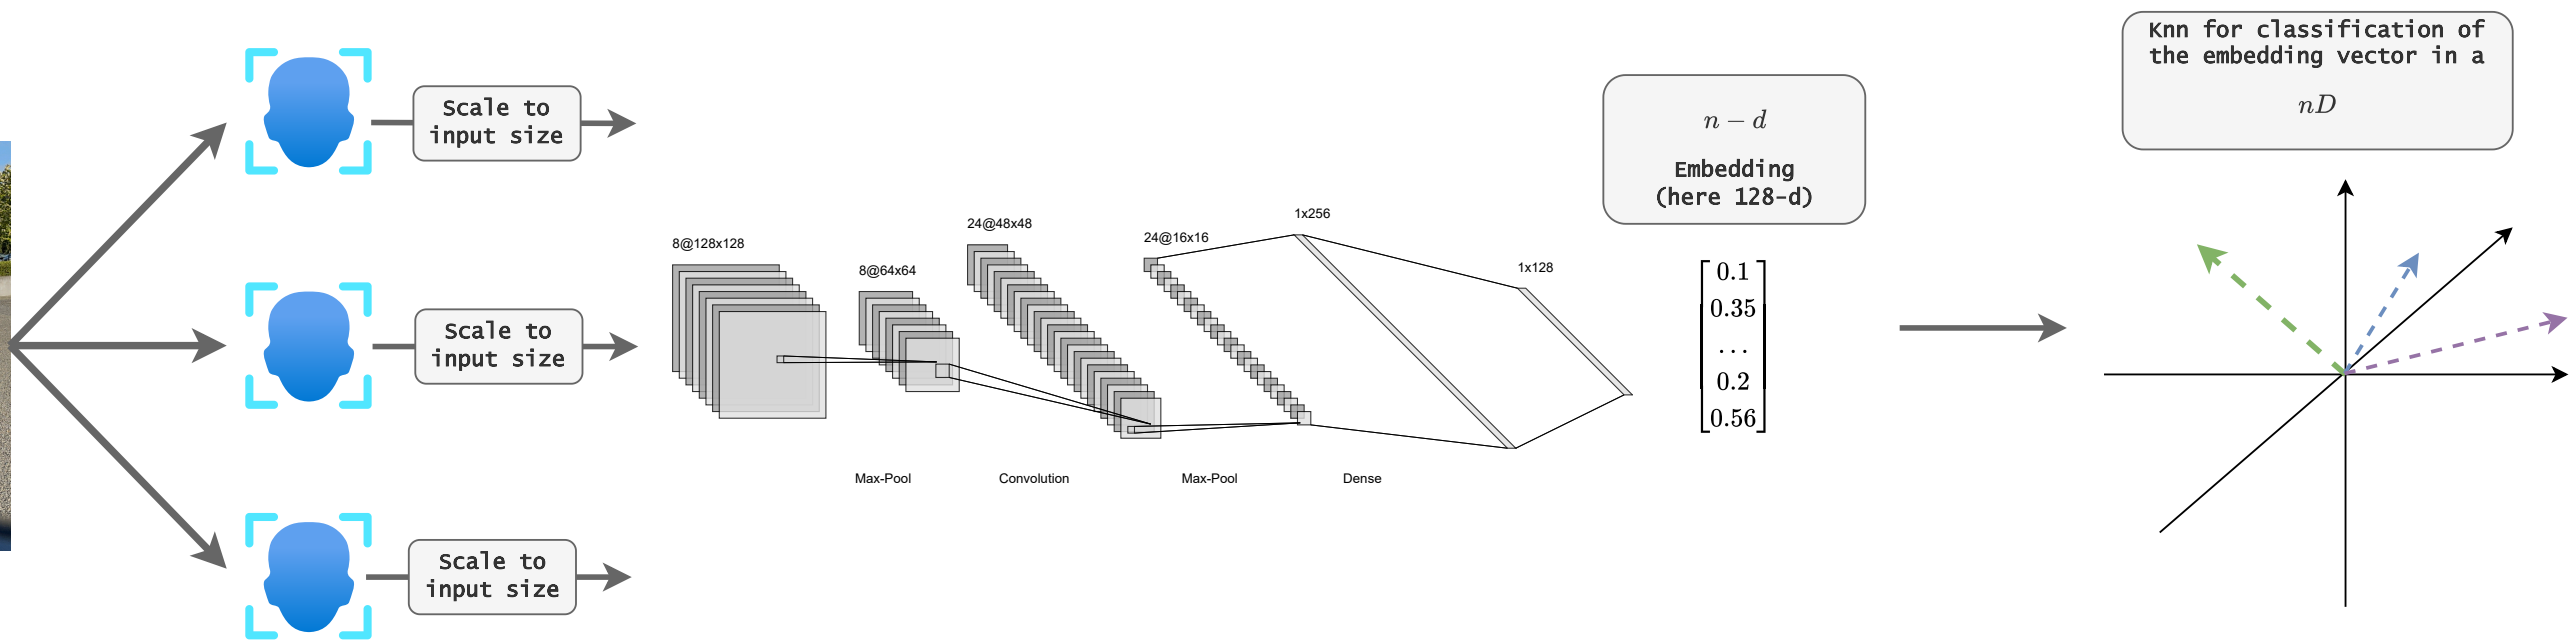 Scale to
input size
Scale to
input size
Scale to
input size
8@128x128
8@64x64
24@48x48
24@16x16
1x256
1x128
Max-Pool
Convolution
Max-Pool
Dense
n − d
Embedding
(here 128-d)
0.1
0.35
...
0.2
0.56
Knn for classification of
the embedding vector in a
nD